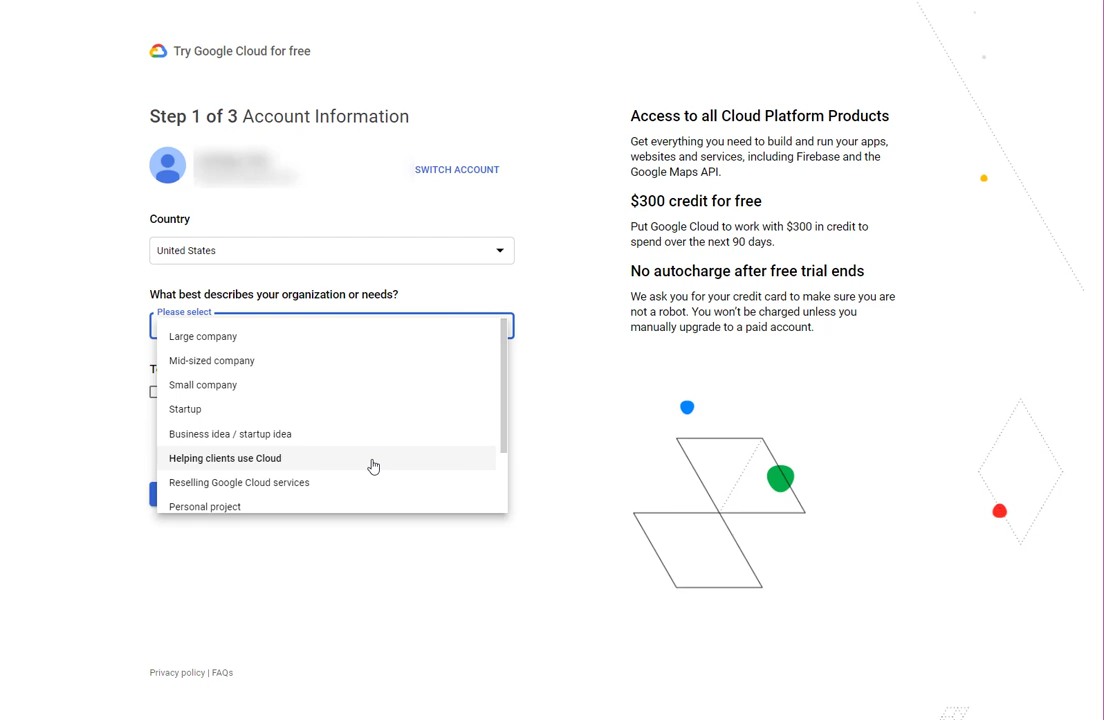 Try Google Cloud for free
Step 1 of 3 Account Information
SWITCH ACCOUNT
Country
United States
What best describes your organization or needs?
Please select
Large company
Mid-sized company
Small company
Startup
Business idea / startup idea
Helping clients use Cloud
Reselling Google Cloud services
Personal project
Privacy policy | FAQs
Access to all Cloud Platform Products
Get everything you need to build and run your apps,
websites and services, including Firebase and the
Google Maps API.
$300 credit for free
Put Google Cloud to work with $300 in credit to
spend over the next 90 days.
No autocharge after free trial ends
We ask you for your credit card to make sure you are
not a robot. You won't be charged unless you
manually upgrade to a paid account.